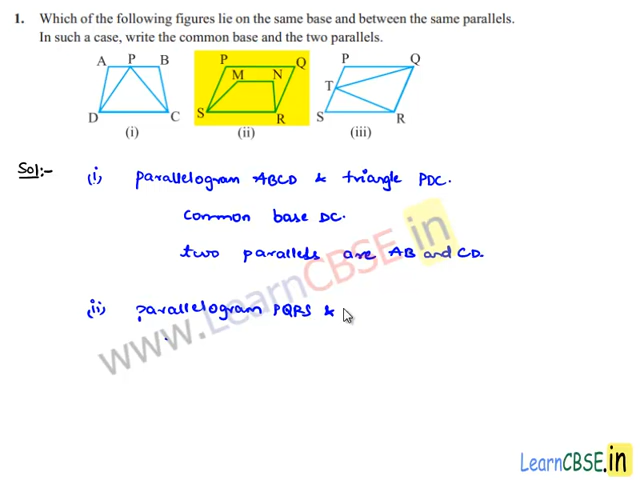 1. Which of the following figures lie on the same base and between the same parallels.
In such a case, write the common base and the two parallels.
A P B
D C
(i)
P Q
M N
S R
(ii)
P Q
T
S R
(iii)
Sol:-
(i) parallelogram ABCD & triangle PDC.
common base DC.
two parallels are AB and CD.
(ii) parallelogram PQRS &
www.LearnCBSE.in
LearnCBSE.in